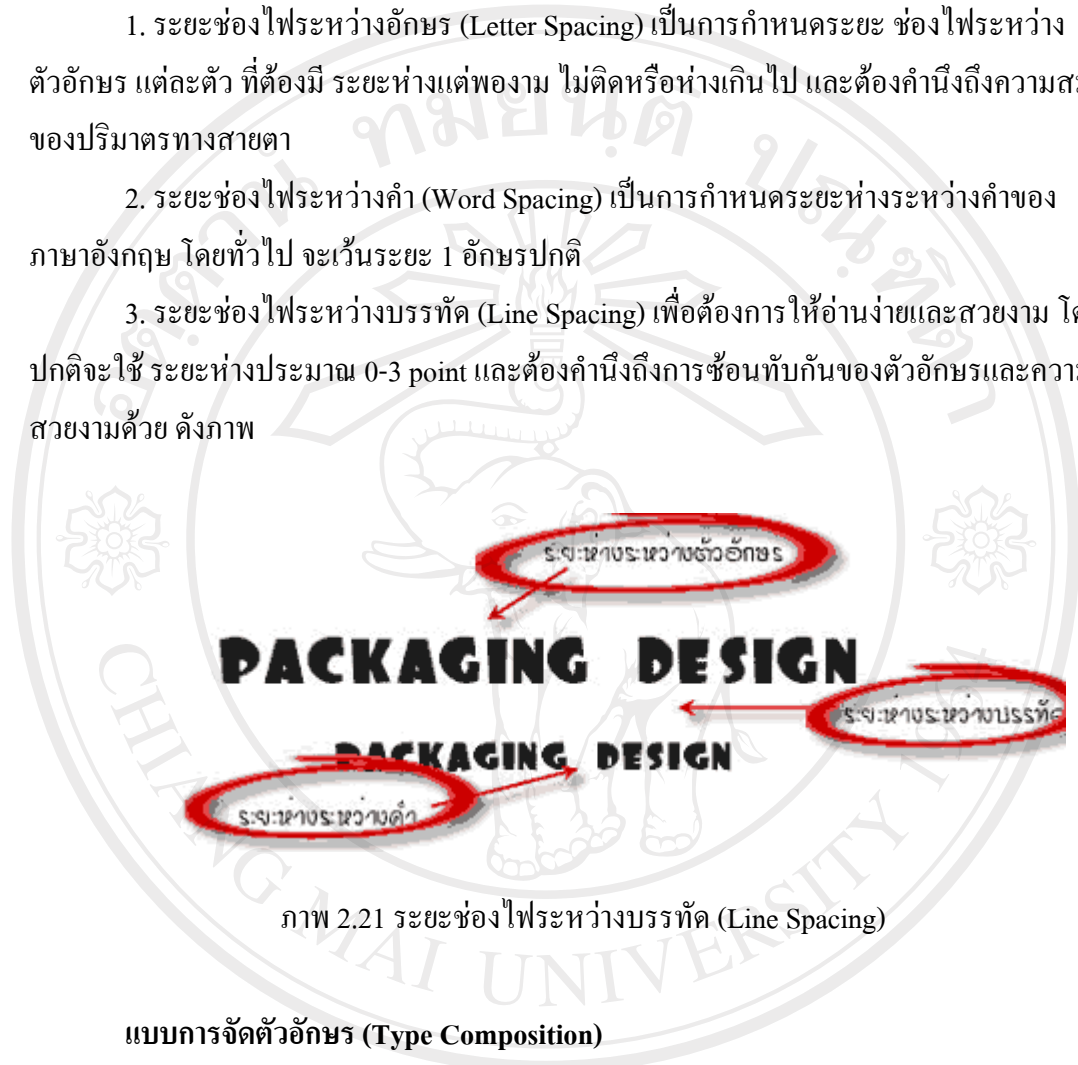 1. ระยะช่องไฟระหว่างอักษร (Letter Spacing) เป็นการกำหนดระยะ ช่องไฟระหว่าง
ตัวอักษร แต่ละตัว ที่ต้องมี ระยะห่างแต่พองาม ไม่ติดหรือห่างเกินไป และต้องคำนึงถึง
ของปริมาตรทางสายตา
2. ระยะช่องไฟระหว่างคำ (Word Spacing) เป็นการกำหนดระยะห่างระหว่างคำของ
ภาษาอังกฤษ โดยทั่วไป จะเว้นระยะ 1 อักษรปกติ
3. ระยะช่องไฟระหว่างบรรทัด (Line Spacing) เพื่อต้องการให้อ่านง่ายและสวยงาม
ปกติจะใช้ ระยะห่างประมาณ 0-3 point และต้องคำนึงถึงการซ้อนทับกันของตัวอักษรและ
สวยงามด้วย ดังภาพ
ระยะห่างระหว่างตัวอักษร
PACKAGING DESIGN
ระยะห่างระหว่างบรรทัด
PACKAGING DESIGN
ระยะห่างระหว่างคำ
ภาพ 2.21 ระยะช่องไฟระหว่างบรรทัด (Line Spacing)
แบบการจัดตัวอักษร (Type Composition)
อตฺตานํ ทมยนฺติ ปณฺฑิตา
CHIANG MAI UNIVERSITY